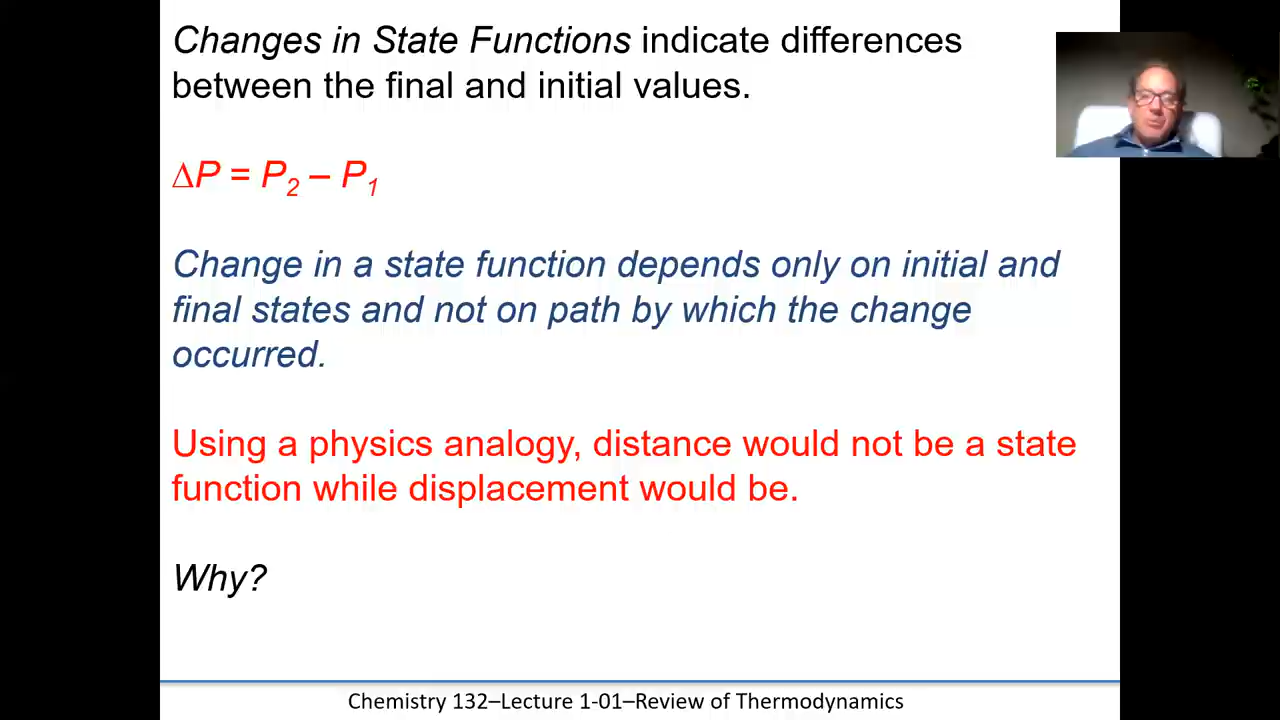 Changes in State Functions indicate differences
between the final and initial values.
∆P = P2 – P1
Change in a state function depends only on initial and
final states and not on path by which the change
occurred.
Using a physics analogy, distance would not be a state
function while displacement would be.
Why?
Chemistry 132–Lecture 1-01–Review of Thermodynamics